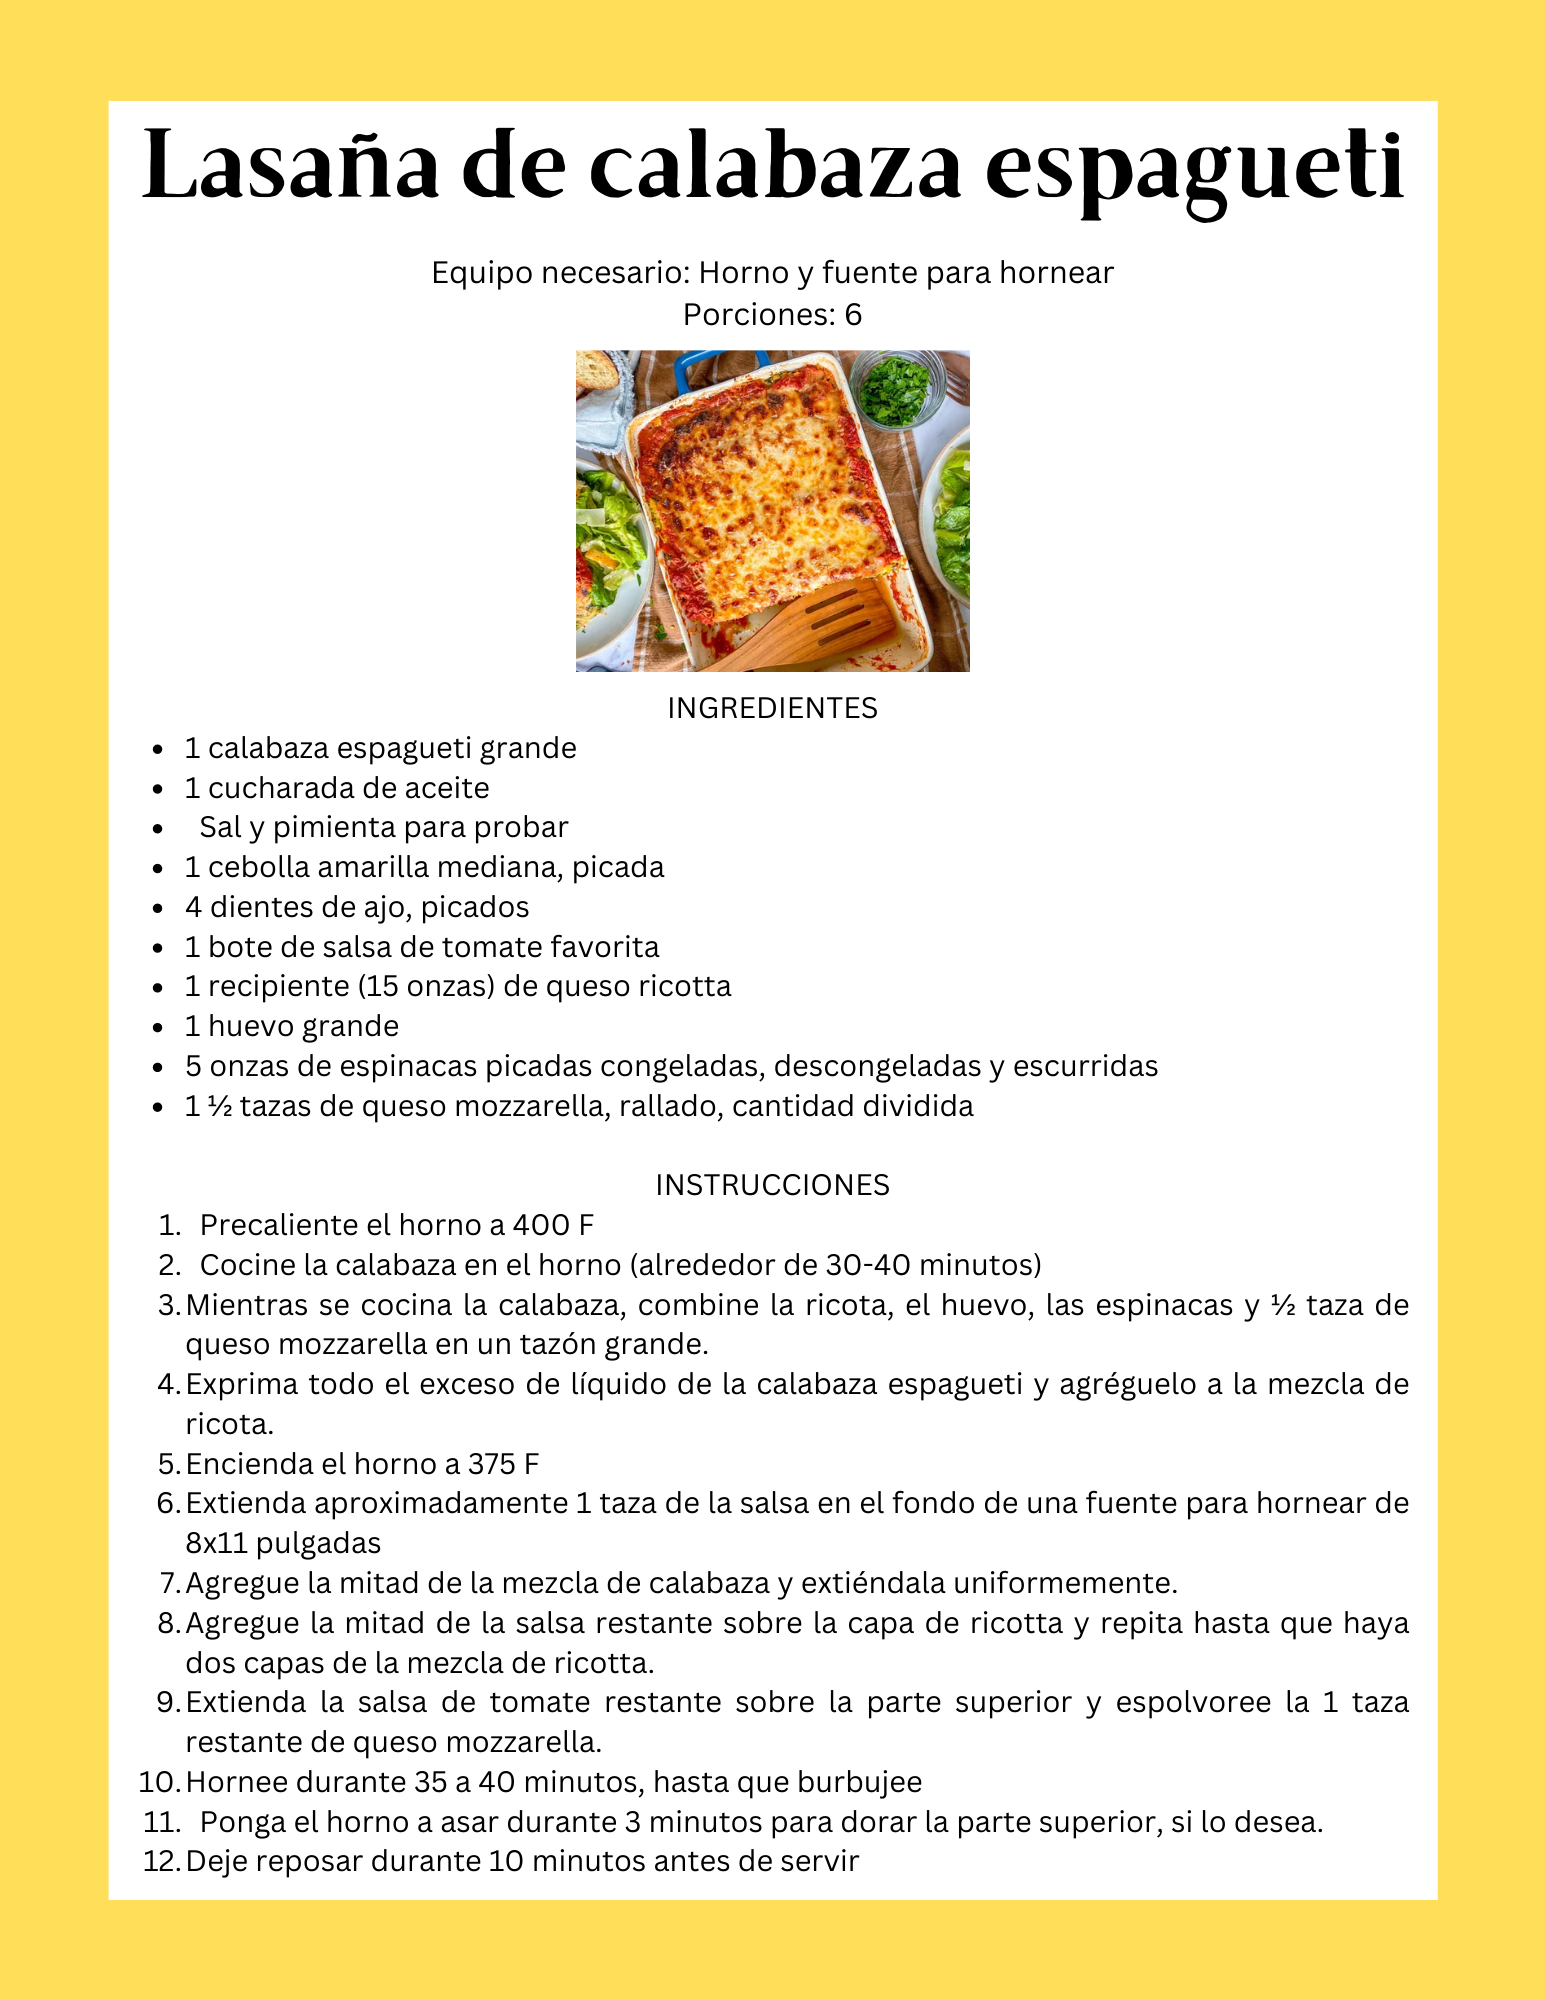 Lasaña de calabaza espagueti
Equipo necesario: Horno y fuente para hornear
Porciones: 6
INGREDIENTES
• 1 calabaza espagueti grande
• 1 cucharada de aceite
• Sal y pimienta para probar
• 1 cebolla amarilla mediana, picada
• 4 dientes de ajo, picados
• 1 bote de salsa de tomate favorita
• 1 recipiente (15 onzas) de queso ricotta
• 1 huevo grande
• 5 onzas de espinacas picadas congeladas, descongeladas y escurridas
• 1 ½ tazas de queso mozzarella, rallado, cantidad dividida
INSTRUCCIONES
1. Precaliente el horno a 400 F
2. Cocine la calabaza en el horno (alrededor de 30-40 minutos)
3. Mientras se cocina la calabaza, combine la ricota, el huevo, las espinacas y ½ taza de
queso mozzarella en un tazón grande.
4. Exprima todo el exceso de líquido de la calabaza espagueti y agréguelo a la mezcla de
ricota.
5. Encienda el horno a 375 F
6. Extienda aproximadamente 1 taza de la salsa en el fondo de una fuente para hornear de
8x11 pulgadas
7. Agregue la mitad de la mezcla de calabaza y extiéndala uniformemente.
8. Agregue la mitad de la salsa restante sobre la capa de ricotta y repita hasta que haya
dos capas de la mezcla de ricotta.
9. Extienda la salsa de tomate restante sobre la parte superior y espolvoree la 1 taza
restante de queso mozzarella.
10. Hornee durante 35 a 40 minutos, hasta que burbujee
11. Ponga el horno a asar durante 3 minutos para dorar la parte superior, si lo desea.
12. Deje reposar durante 10 minutos antes de servir